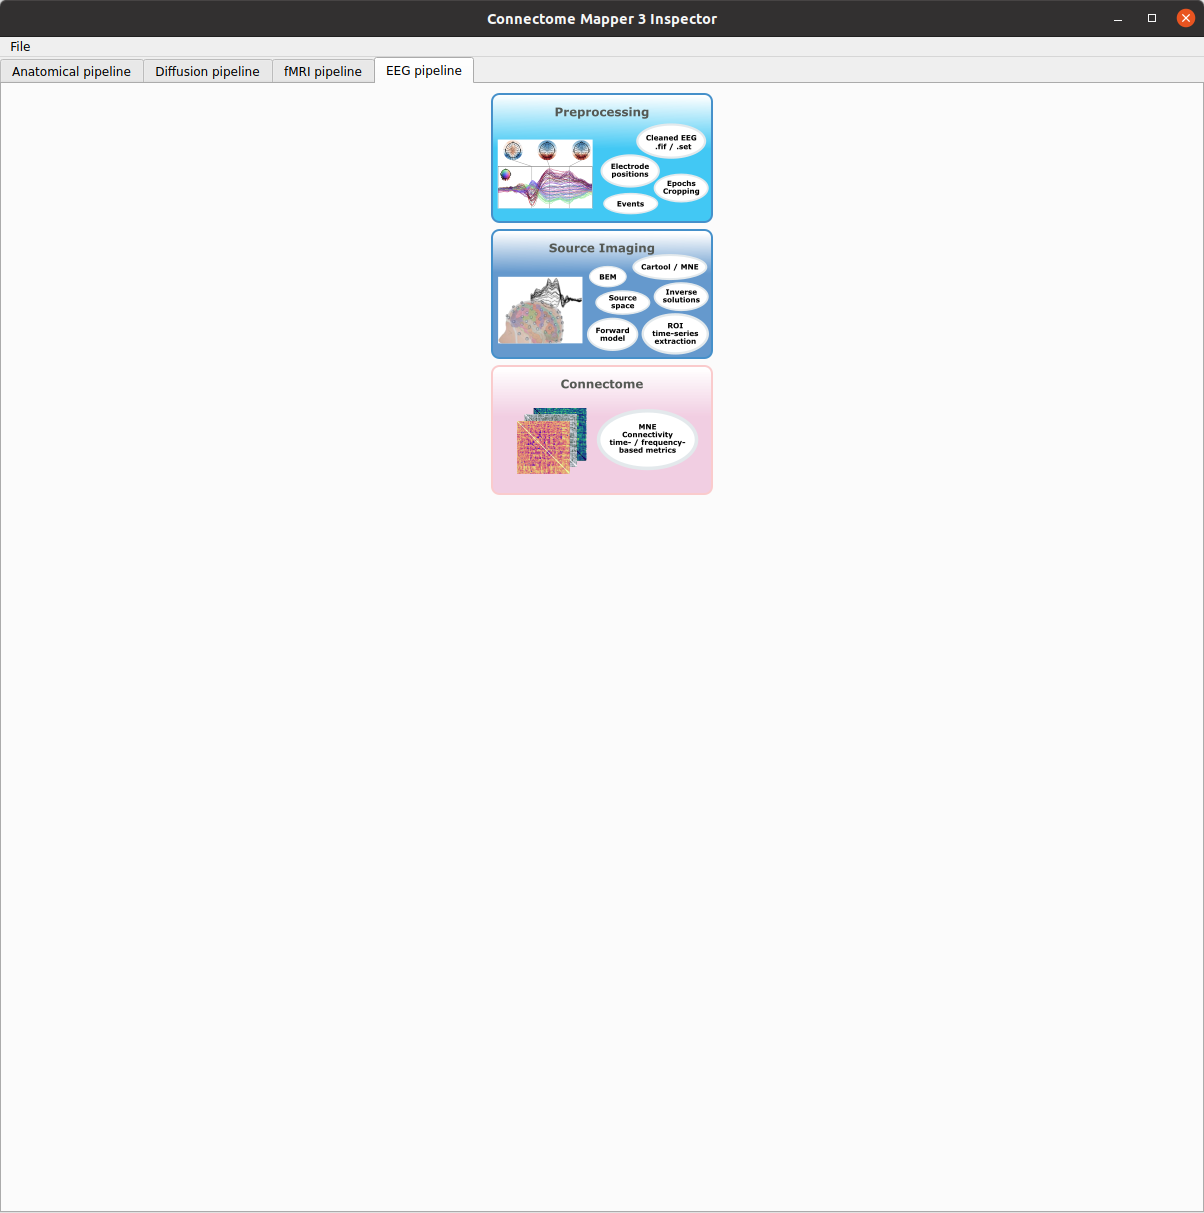 Connectome Mapper 3 Inspector
File
Anatomical pipeline
Diffusion pipeline
fMRI pipeline
EEG pipeline
Preprocessing
Cleaned EEG
.fif / .set
Electrode
positions
Epochs
Cropping
Events
Source Imaging
Cartool / MNE
BEM
Source
space
Inverse
solutions
Forward
model
ROI
time-series
extraction
Connectome
MNE
Connectivity
time- / frequency-
based metrics